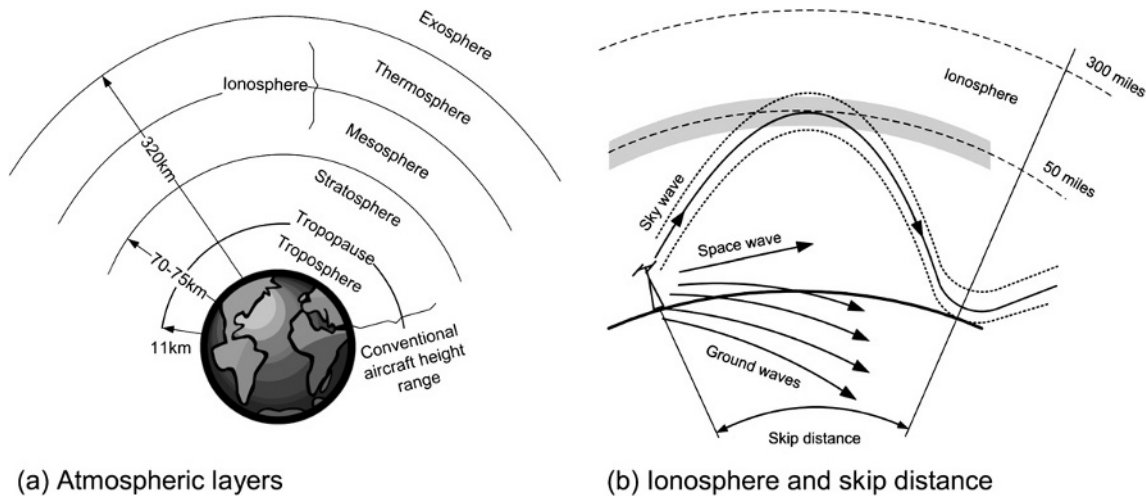 Exosphere
Thermosphere
Ionosphere
Mesosphere
320km
Stratosphere
Tropopause
70-75km
Troposphere
11km
Conventional
aircraft height
range
(a) Atmospheric layers
300 miles
Ionosphere
50 miles
Sky wave
Space wave
Ground waves
Skip distance
(b) Ionosphere and skip distance